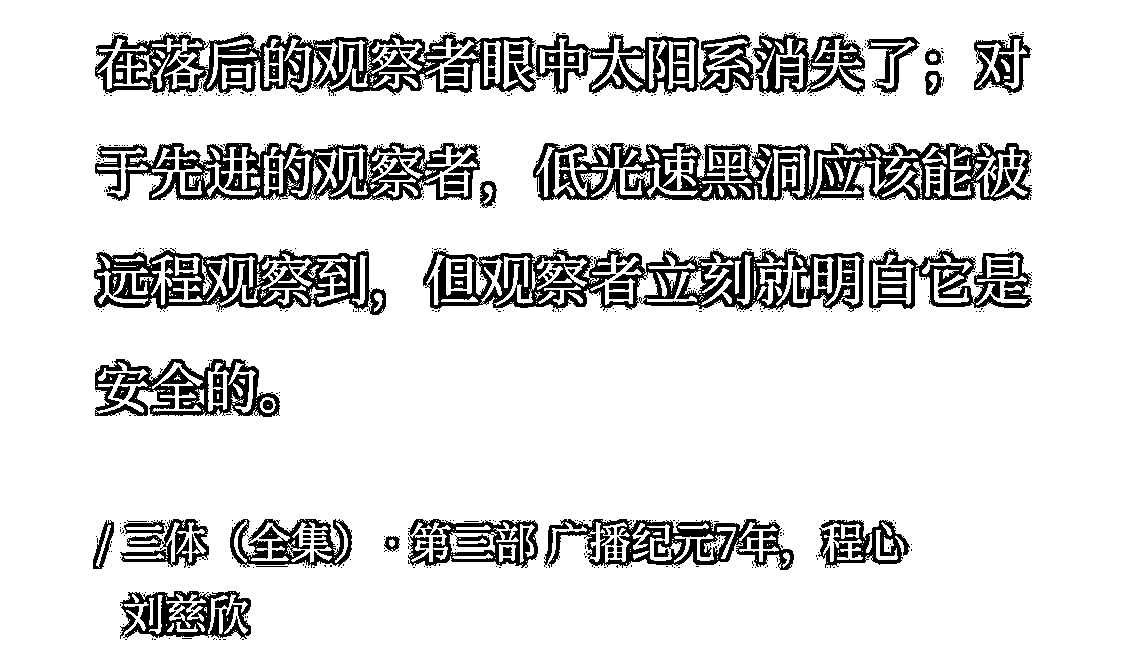 在落后的观察者眼中太阳系消失了；对
于先进的观察者，低光速黑洞应该能被
远程观察到，但观察者立刻就明白它是
安全的。
/ 三体（全集）·第三部 广播纪元7年，程心
刘慈欣